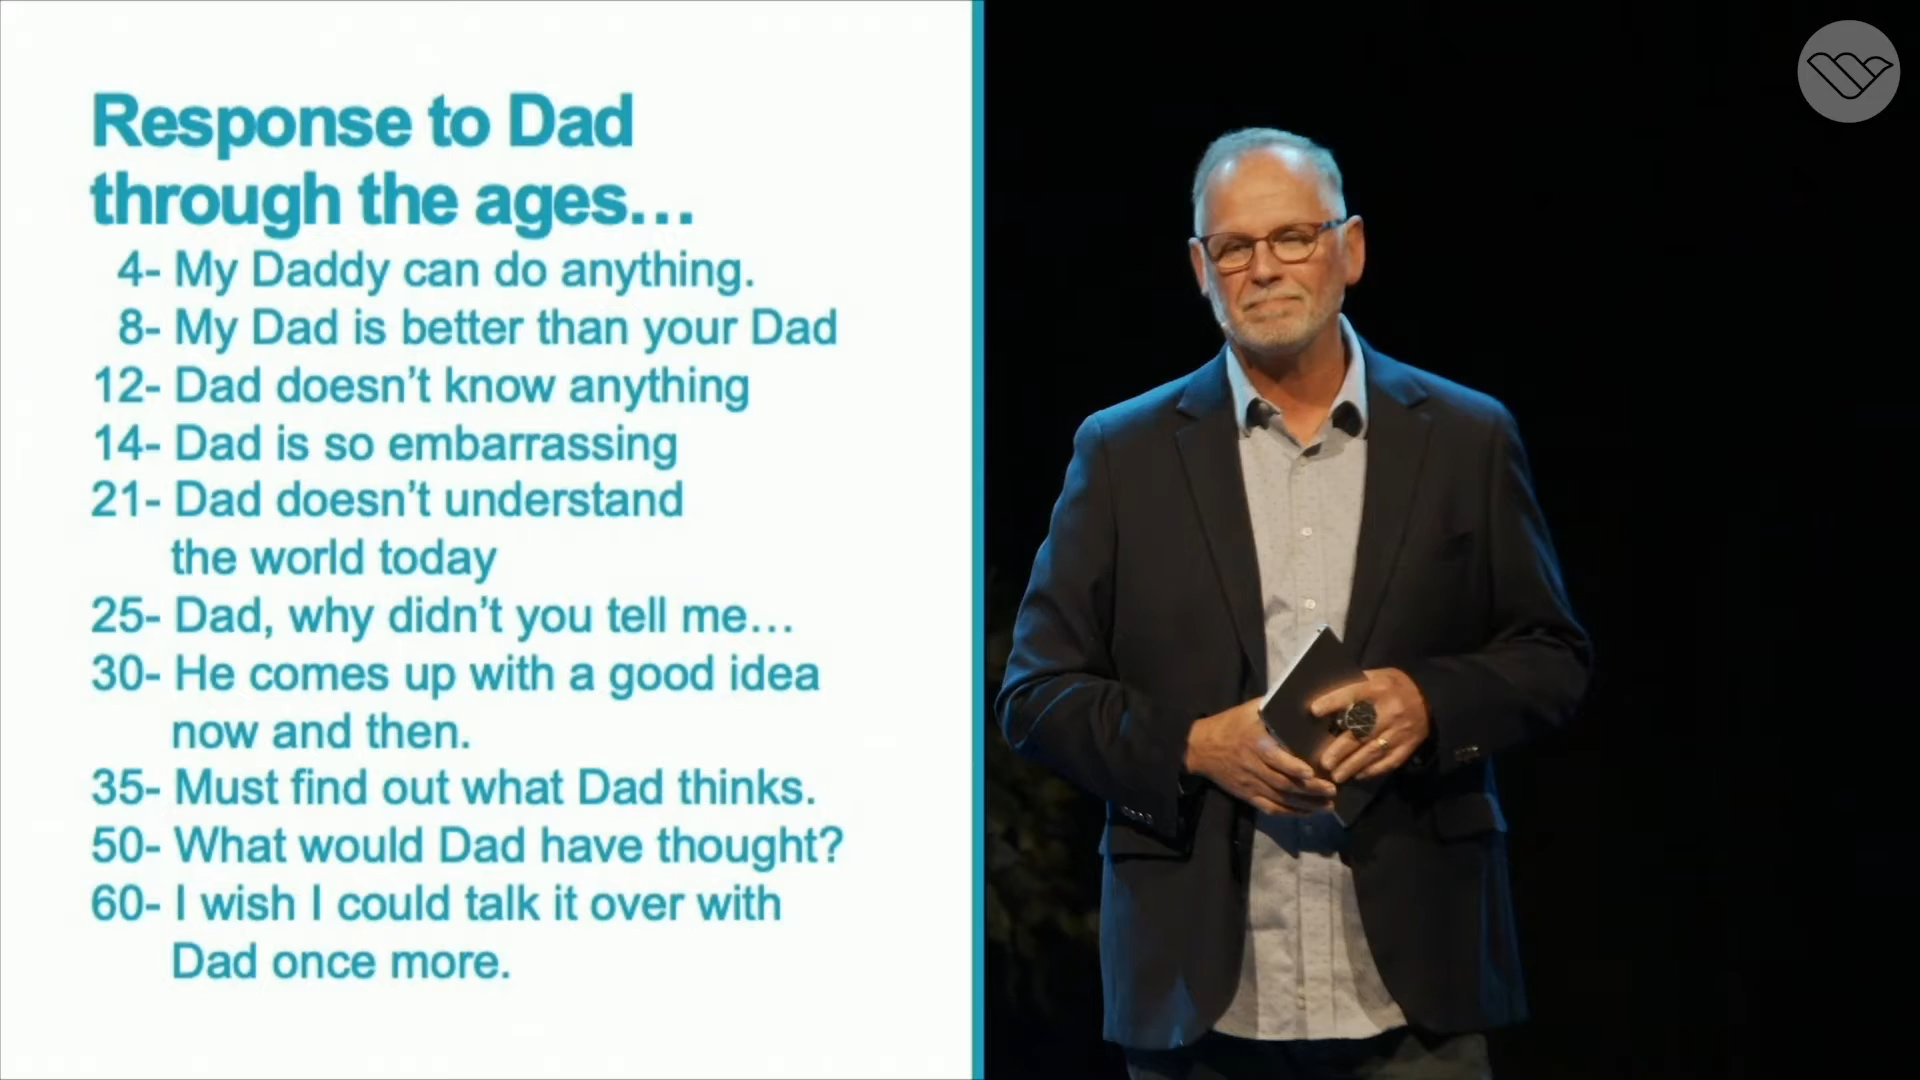 Response to Dad
through the ages...
4- My Daddy can do anything.
8- My Dad is better than your Dad
12- Dad doesn’t know anything
14- Dad is so embarrassing
21- Dad doesn’t understand
the world today
25- Dad, why didn’t you tell me...
30- He comes up with a good idea
now and then.
35- Must find out what Dad thinks.
50- What would Dad have thought?
60- I wish I could talk it over with
Dad once more.